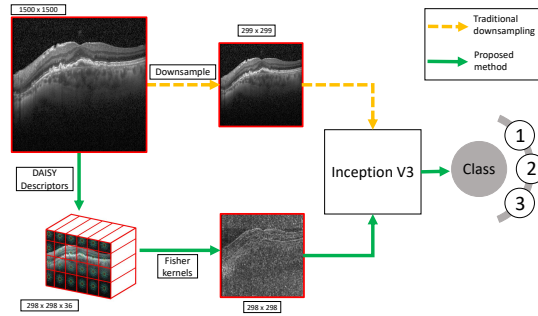 1500 x 1500
299 x 299
Traditional
downsampling
Proposed
method
Downsample
DAISY
Descriptors
Inception V3
Class
1
2
3
Fisher
kernels
298 x 298 x 36
298 x 298